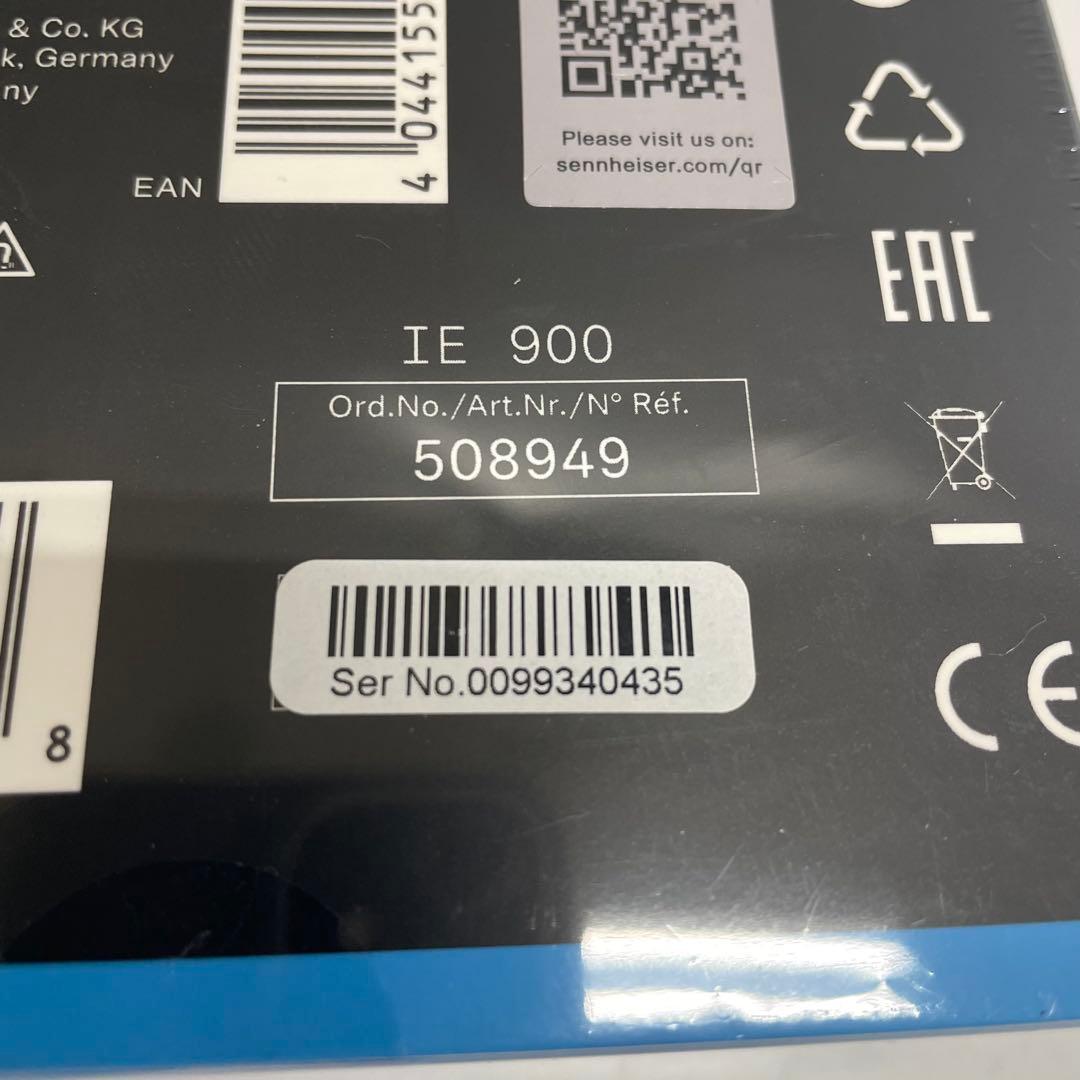 & Co. KG
k, Germany
ny
EAN
4 044155
Please visit us on:
sennheiser.com/qr
EAC
IE 900
Ord.No./Art.Nr./N° Réf.
508949
Ser No.0099340435
8
CE